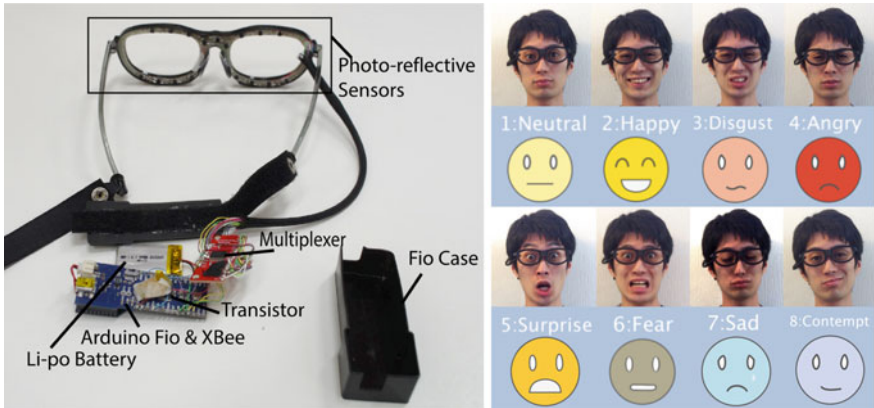 Photo-reflective
Sensors
Multiplexer
Fio Case
Transistor
Arduino Fio & XBee
Li-po Battery
1:Neutral
2:Happy
3:Disgust
4:Angry
5:Surprise
6:Fear
7:Sad
8:Contempt